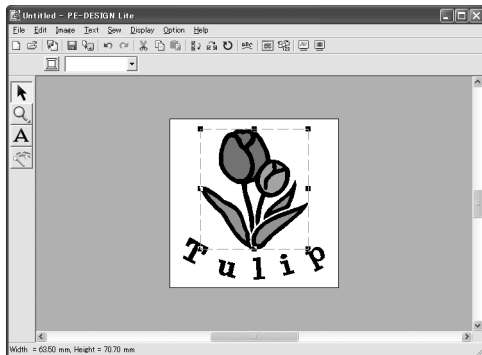 Untitled - PE-DESIGN Lite
File Edit Image Text Sew Display Option Help
abc
A
Tulip
Width = 63.50 mm, Height = 70.70 mm